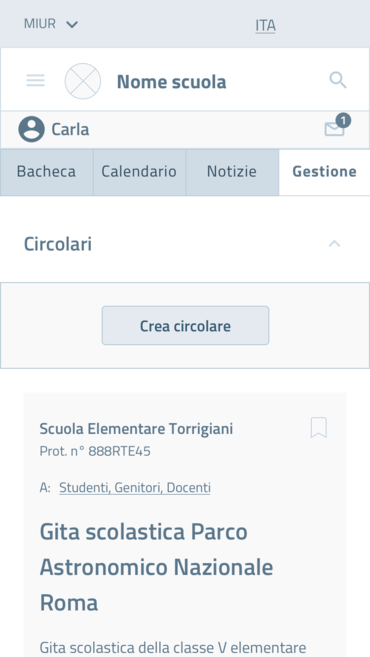 MIUR
ITA
Nome scuola
Carla
1
Bacheca
Calendario
Notizie
Gestione
Circolari
Crea circolare
Scuola Elementare Torrigiani
Prot. n° 888RTE45
A: Studenti, Genitori, Docenti
Gita scolastica Parco
Astronomico Nazionale
Roma
Gita scolastica della classe V elementare